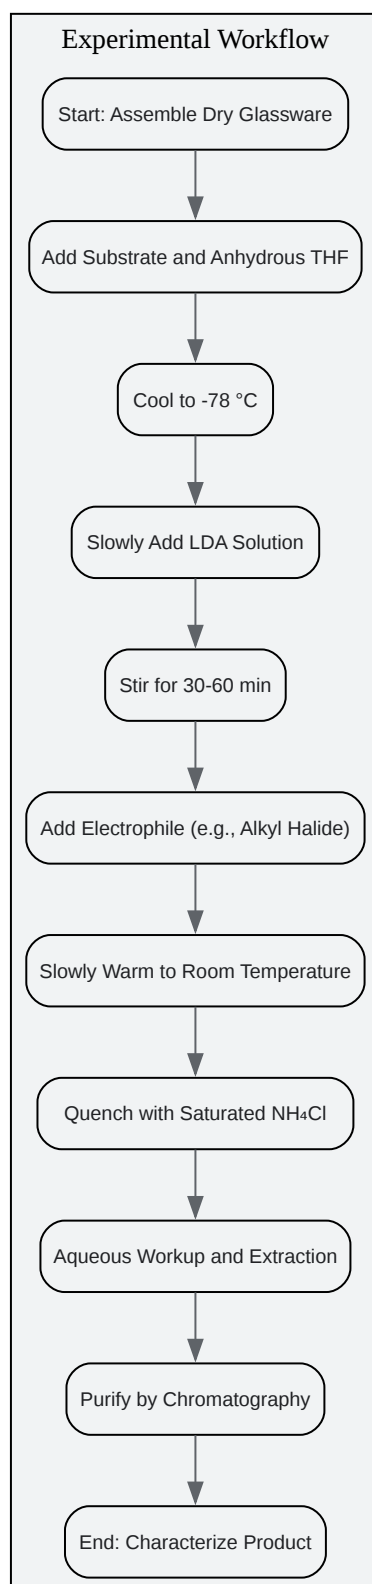 Experimental Workflow
Start: Assemble Dry Glassware
Add Substrate and Anhydrous THF
Cool to -78 °C
Slowly Add LDA Solution
Stir for 30-60 min
Add Electrophile (e.g., Alkyl Halide)
Slowly Warm to Room Temperature
Quench with Saturated NH₄Cl
Aqueous Workup and Extraction
Purify by Chromatography
End: Characterize Product